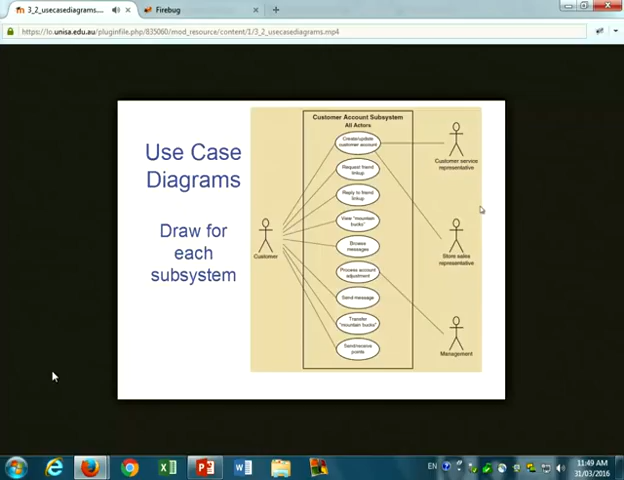 3_2_usecasediagrams....
Firebug
https://lo.unisa.edu.au/pluginfile.php/835060/mod_resource/content/1/3_2_usecasediagrams.mp4
Use Case
Diagrams
Draw for
each
subsystem
Customer Account Subsystem
All Actors
Create/update
customer account
Request friend
linkup
Reply to friend
linkup
View "mountain
bucks"
Browse
messages
Process account
adjustment
Send message
Transfer
"mountain bucks"
Send/receive
points
Customer
Customer service
representative
Store sales
representative
Management
EN
11:49 AM
31/03/2016